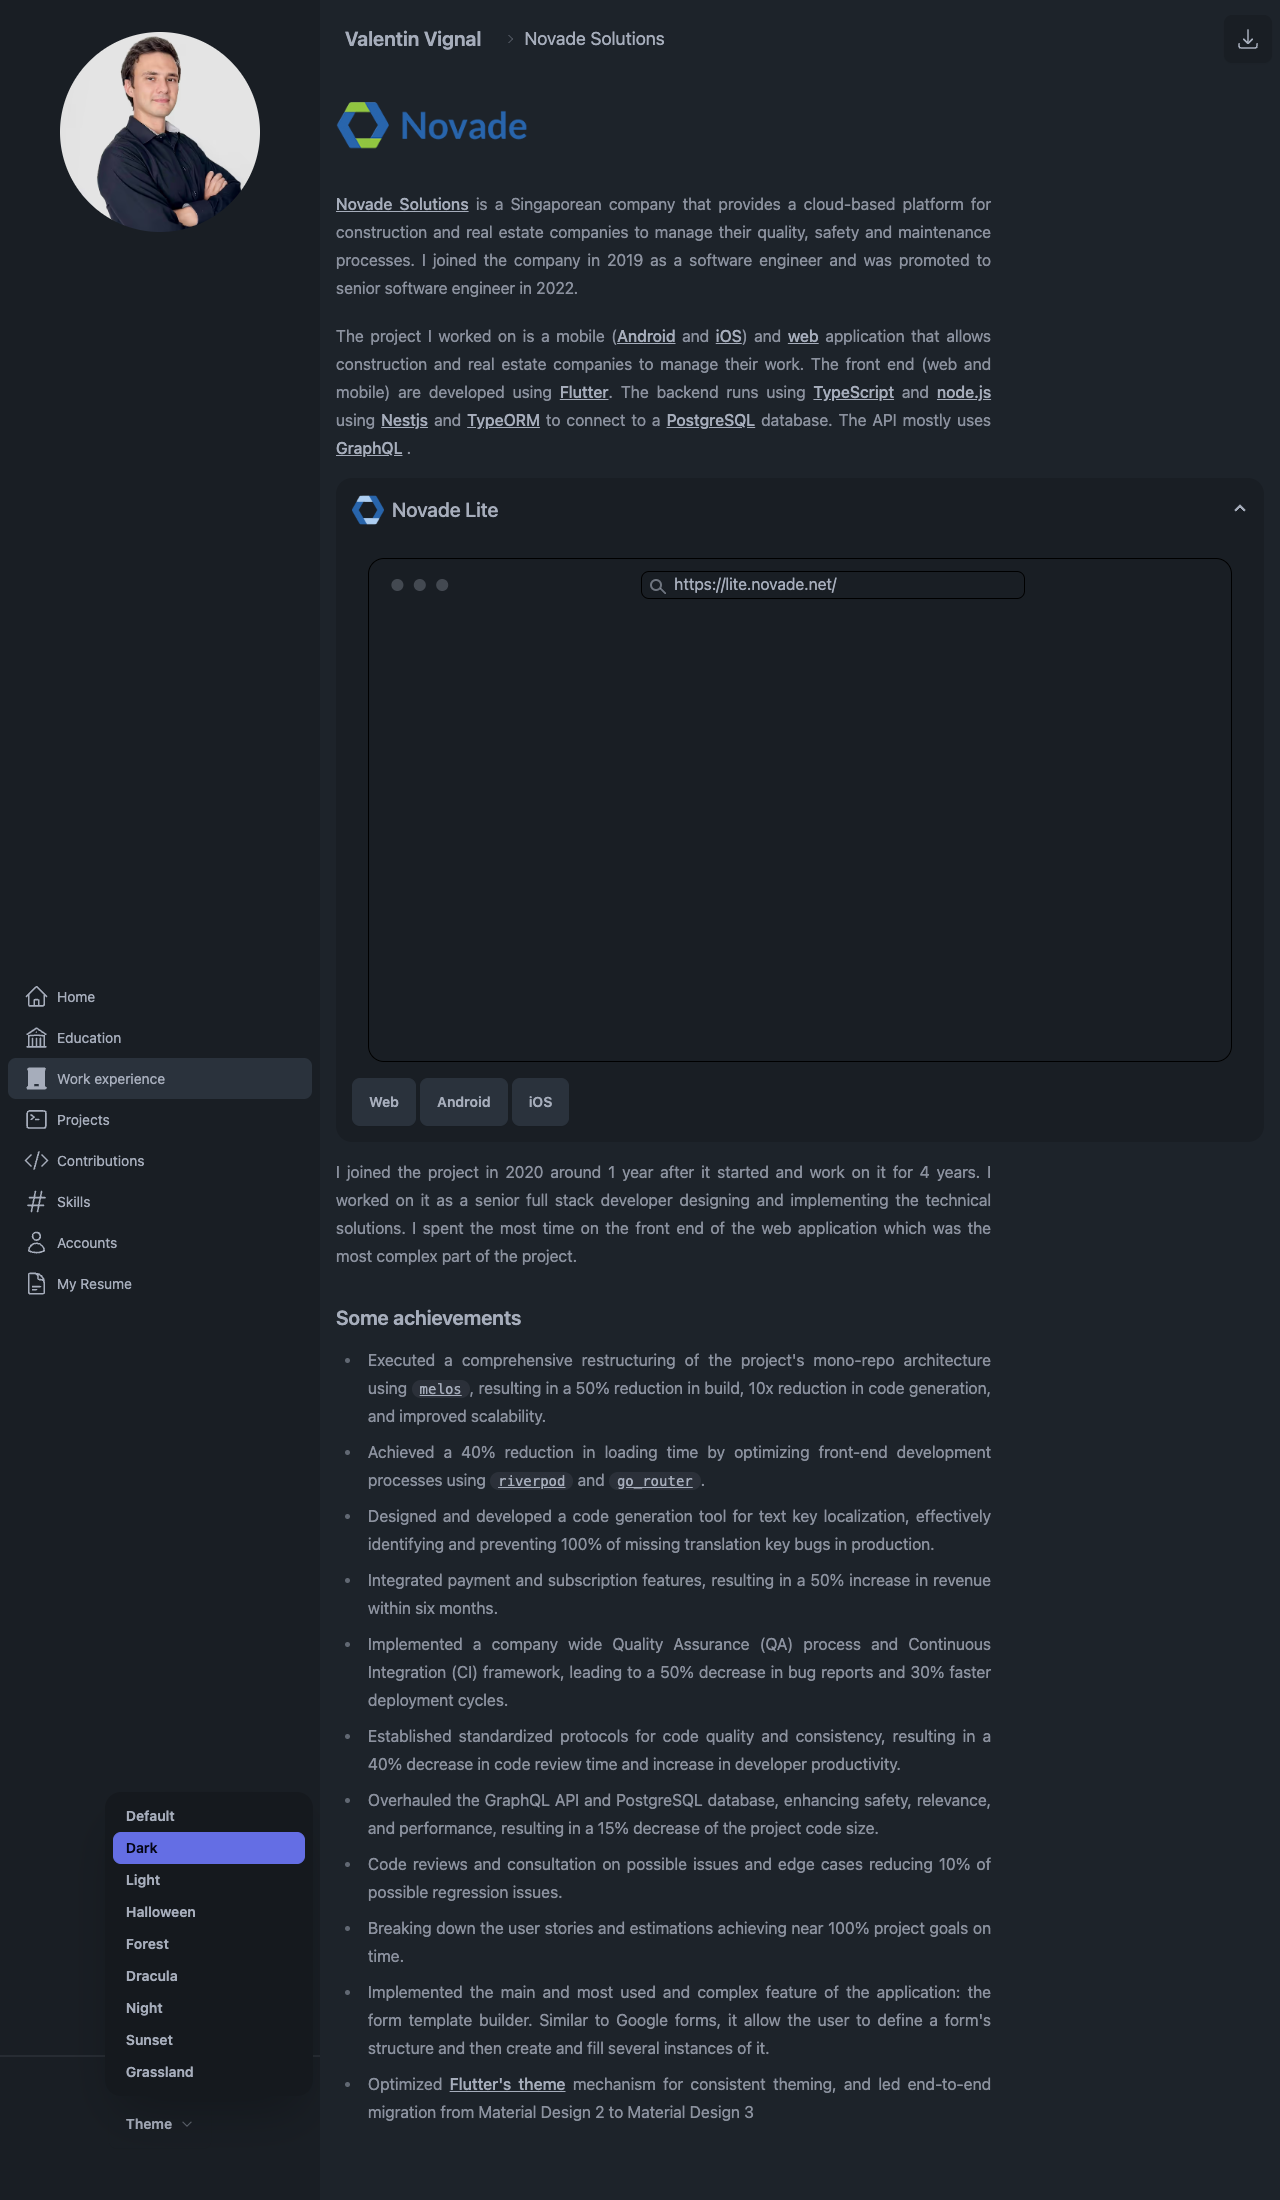 Valentin Vignal
Novade Solutions
Novade
Novade Solutions is a Singaporean company that provides a cloud-based platform for
construction and real estate companies to manage their quality, safety and maintenance
processes. I joined the company in 2019 as a software engineer and was promoted to
senior software engineer in 2022.
The project I worked on is a mobile (Android and iOS) and web application that allows
construction and real estate companies to manage their work. The front end (web and
mobile) are developed using Flutter. The backend runs using TypeScript and node.js
using Nestjs and TypeORM to connect to a PostgreSQL database. The API mostly uses
GraphQL .
Novade Lite
https://lite.novade.net/
Web
Android
iOS
I joined the project in 2020 around 1 year after it started and work on it for 4 years. I
worked on it as a senior full stack developer designing and implementing the technical
solutions. I spent the most time on the front end of the web application which was the
most complex part of the project.
Some achievements
• Executed a comprehensive restructuring of the project's mono-repo architecture
using melos, resulting in a 50% reduction in build, 10x reduction in code generation,
and improved scalability.
• Achieved a 40% reduction in loading time by optimizing front-end development
processes using riverpod and go_router.
• Designed and developed a code generation tool for text key localization, effectively
identifying and preventing 100% of missing translation key bugs in production.
• Integrated payment and subscription features, resulting in a 50% increase in revenue
within six months.
• Implemented a company wide Quality Assurance (QA) process and Continuous
Integration (CI) framework, leading to a 50% decrease in bug reports and 30% faster
deployment cycles.
• Established standardized protocols for code quality and consistency, resulting in a
40% decrease in code review time and increase in developer productivity.
• Overhauled the GraphQL API and PostgreSQL database, enhancing safety, relevance,
and performance, resulting in a 15% decrease of the project code size.
• Code reviews and consultation on possible issues and edge cases reducing 10% of
possible regression issues.
• Breaking down the user stories and estimations achieving near 100% project goals on
time.
• Implemented the main and most used and complex feature of the application: the
form template builder. Similar to Google forms, it allow the user to define a form's
structure and then create and fill several instances of it.
• Optimized Flutter's theme mechanism for consistent theming, and led end-to-end
migration from Material Design 2 to Material Design 3
Home
Education
Work experience
Projects
Contributions
Skills
Accounts
My Resume
Default
Dark
Light
Halloween
Forest
Dracula
Night
Sunset
Grassland
Theme